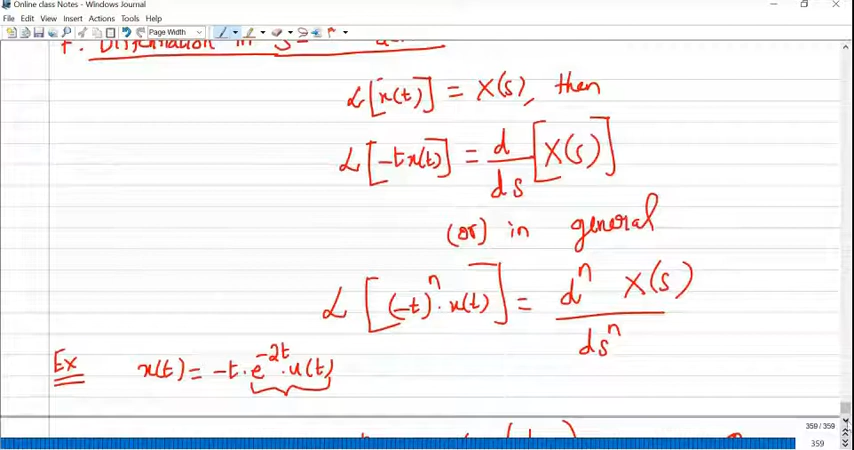 Online class Notes - Windows Journal
File Edit View Insert Actions Tools Help
Page Width
ℒ[x(t)] = X(s), then
ℒ[-tx(t)] = d/ds [X(s)]
(or) in general
ℒ[(-t)^n · x(t)] = d^n X(s) / ds^n
Ex x(t) = -t · e^-2t · u(t)
359 / 359
359